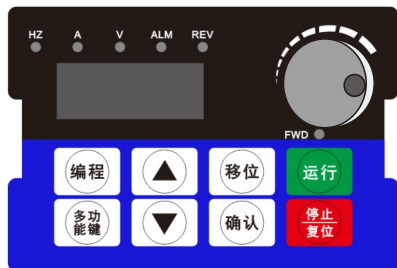 HZ A V ALM REV
FWD
编程 移位 运行
多功
能键 确认 停止
复位